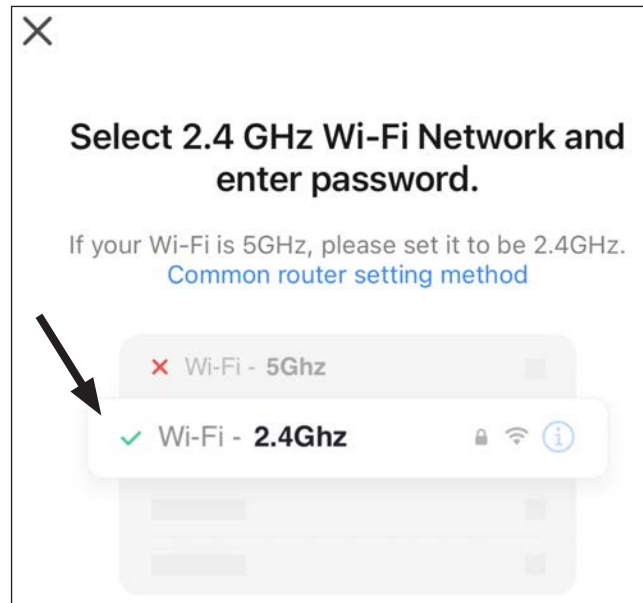 Select 2.4 GHz Wi-Fi Network and
enter password.
If your Wi-Fi is 5GHz, please set it to be 2.4GHz.
Common router setting method
Wi-Fi - 5Ghz
Wi-Fi - 2.4Ghz